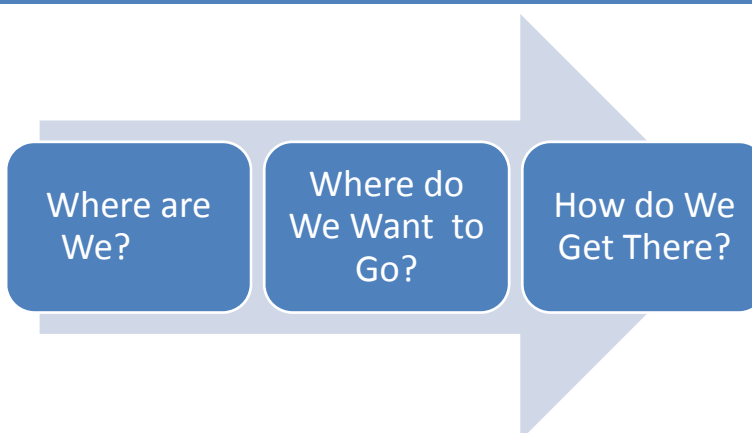 Where are
We?
Where do
We Want  to
Go?
How do We
Get There?